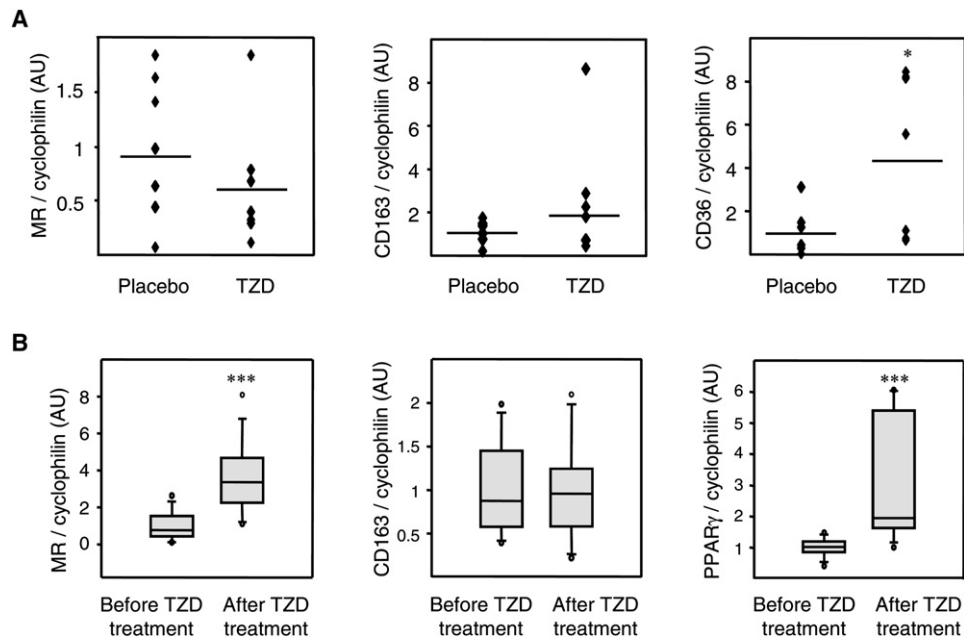 A
MR / cyclophilin (AU)
1.5
1
0.5
Placebo
TZD
CD163 / cyclophilin (AU)
8
6
4
2
Placebo
TZD
CD36 / cyclophilin (AU)
8
6
4
2
*
Placebo
TZD
B
MR / cyclophilin (AU)
8
6
4
2
0
***
Before TZD
treatment
After TZD
treatment
CD163 / cyclophilin (AU)
2
1.5
1
0.5
Before TZD
treatment
After TZD
treatment
PPARγ / cyclophilin (AU)
6
5
4
3
2
1
***
Before TZD
treatment
After TZD
treatment